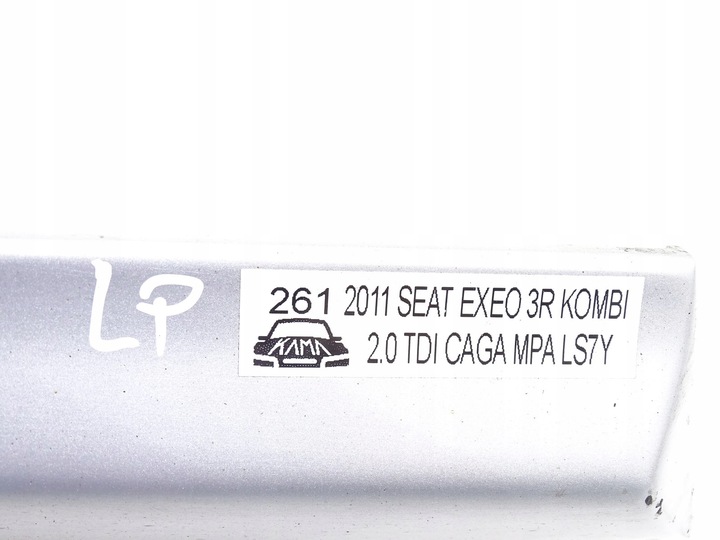 LP
261 2011 SEAT EXEO 3R KOMBI
KAMA 2.0 TDI CAGA MPA LS7Y